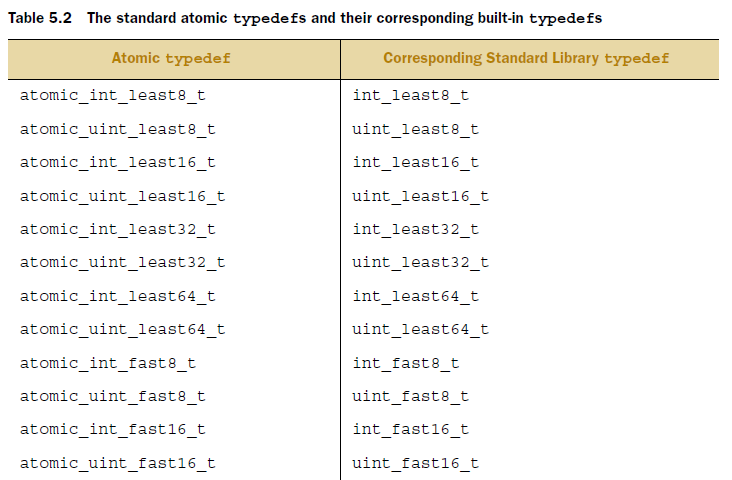 Table 5.2 The standard atomic typedefs and their corresponding built-in typedefs
Atomic typedef Corresponding Standard Library typedef
atomic_int_least8_t int_least8_t
atomic_uint_least8_t uint_least8_t
atomic_int_least16_t int_least16_t
atomic_uint_least16_t uint_least16_t
atomic_int_least32_t int_least32_t
atomic_uint_least32_t uint_least32_t
atomic_int_least64_t int_least64_t
atomic_uint_least64_t uint_least64_t
atomic_int_fast8_t int_fast8_t
atomic_uint_fast8_t uint_fast8_t
atomic_int_fast16_t int_fast16_t
atomic_uint_fast16_t uint_fast16_t